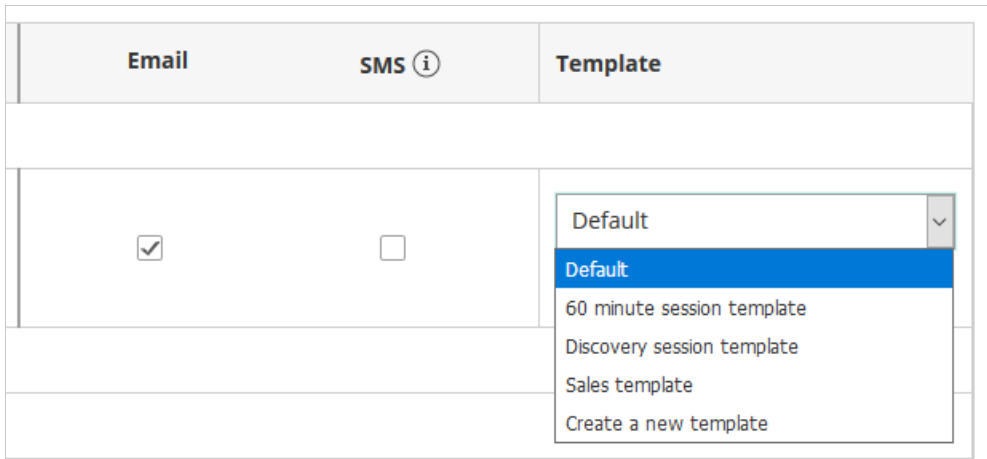 Email SMS Template
Default
Default
60 minute session template
Discovery session template
Sales template
Create a new template